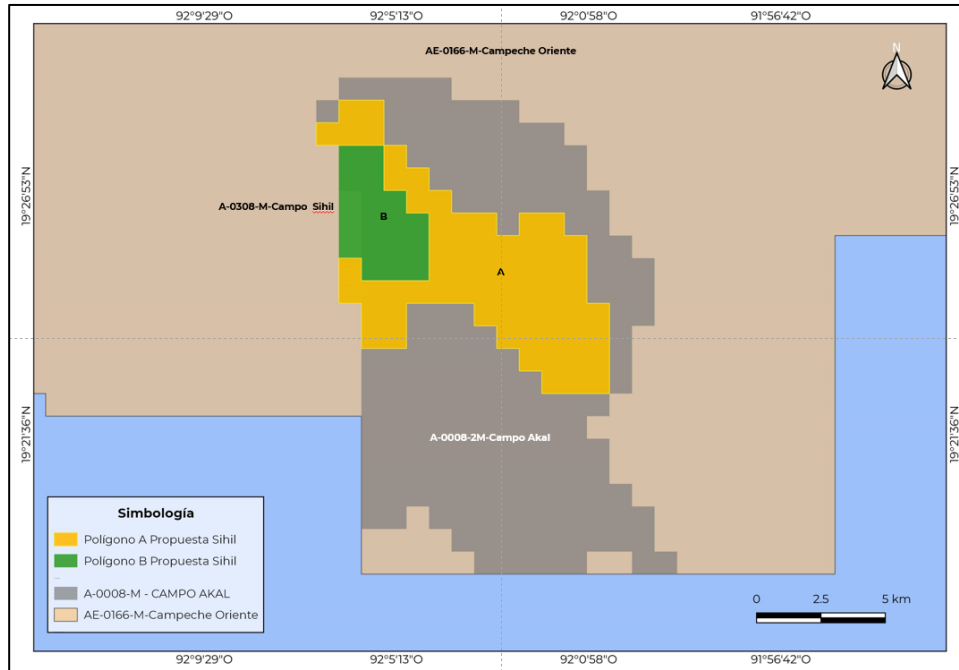 92°9'29"O 92°5'13"O 92°0'58"O 91°56'42"O
AE-0166-M-Campeche Oriente
N
19°26'53"N
19°26'53"N
A-0308-M-Campo Sihil
B
A
19°21'36"N
19°21'36"N
A-0008-2M-Campo Akal
Simbología
Polígono A Propuesta Sihil
Polígono B Propuesta Sihil
A-0008-M - CAMPO AKAL
AE-0166-M-Campeche Oriente
0 2.5 5 km
92°9'29"O 92°5'13"O 92°0'58"O 91°56'42"O